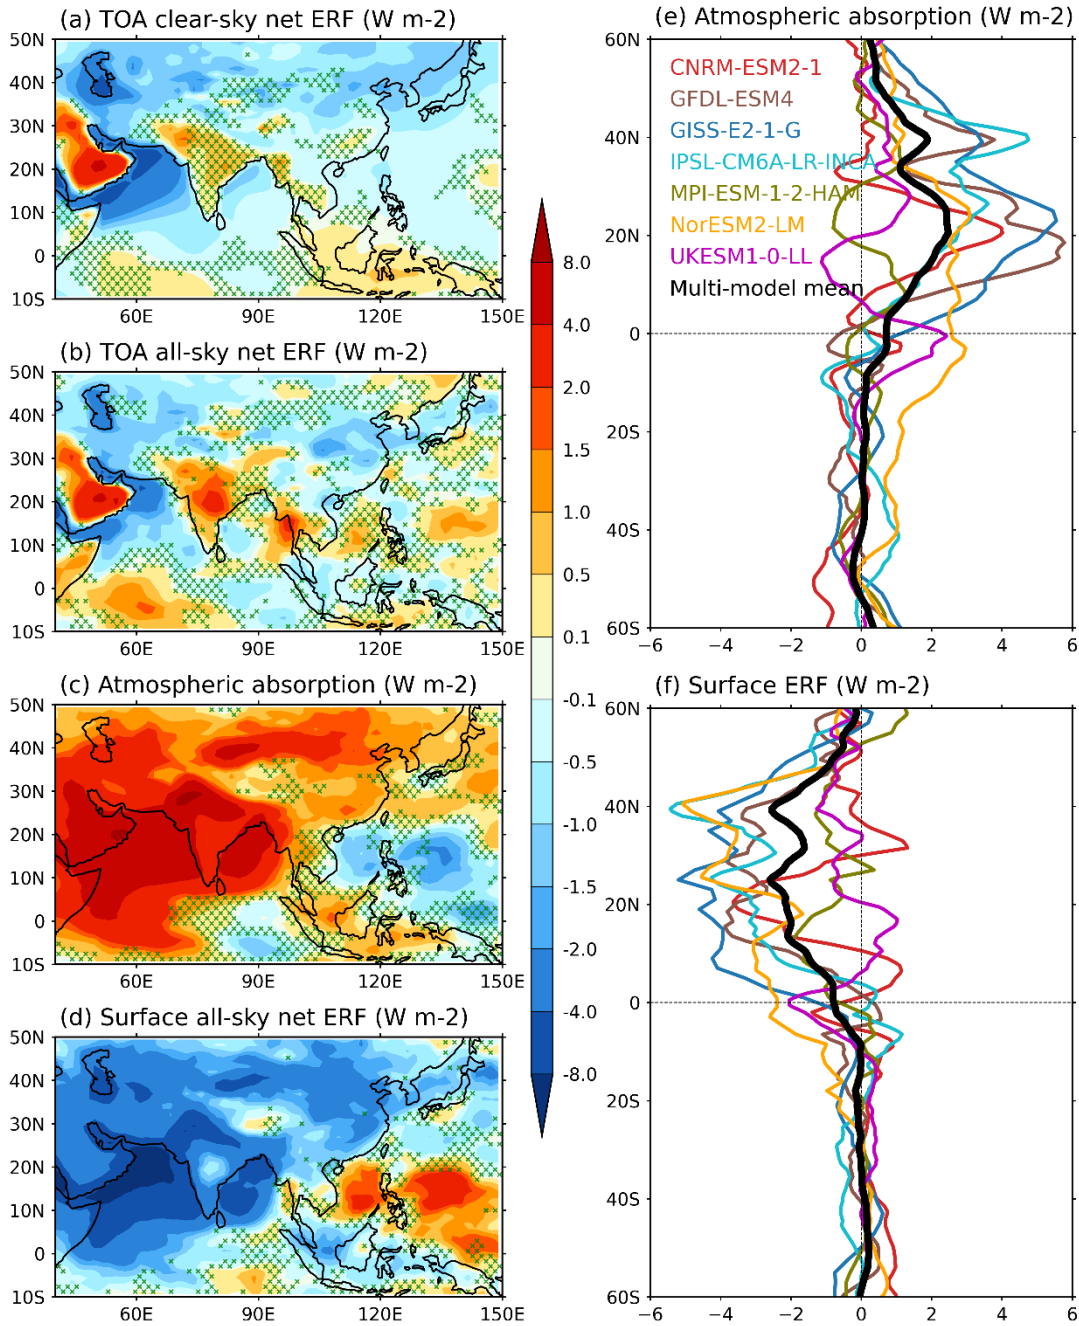 (a) TOA clear-sky net ERF (W m-2)
50N
40N
30N
20N
10N
0
10S
60E 90E 120E 150E
(b) TOA all-sky net ERF (W m-2)
50N
40N
30N
20N
10N
0
10S
60E 90E 120E 150E
(c) Atmospheric absorption (W m-2)
50N
40N
30N
20N
10N
0
10S
60E 90E 120E 150E
(d) Surface all-sky net ERF (W m-2)
50N
40N
30N
20N
10N
0
10S
60E 90E 120E 150E
8.0
4.0
2.0
1.5
1.0
0.5
0.1
-0.1
-0.5
-1.0
-1.5
-2.0
-4.0
-8.0
(e) Atmospheric absorption (W m-2)
60N
40N
20N
0
20S
40S
60S
CNRM-ESM2-1
GFDL-ESM4
GISS-E2-1-G
IPSL-CM6A-LR-INCA
MPI-ESM-1-2-HAM
NorESM2-LM
UKESM1-0-LL
Multi-model mean
−6 −4 −2 0 2 4 6
(f) Surface ERF (W m-2)
60N
40N
20N
0
20S
40S
60S
−6 −4 −2 0 2 4 6